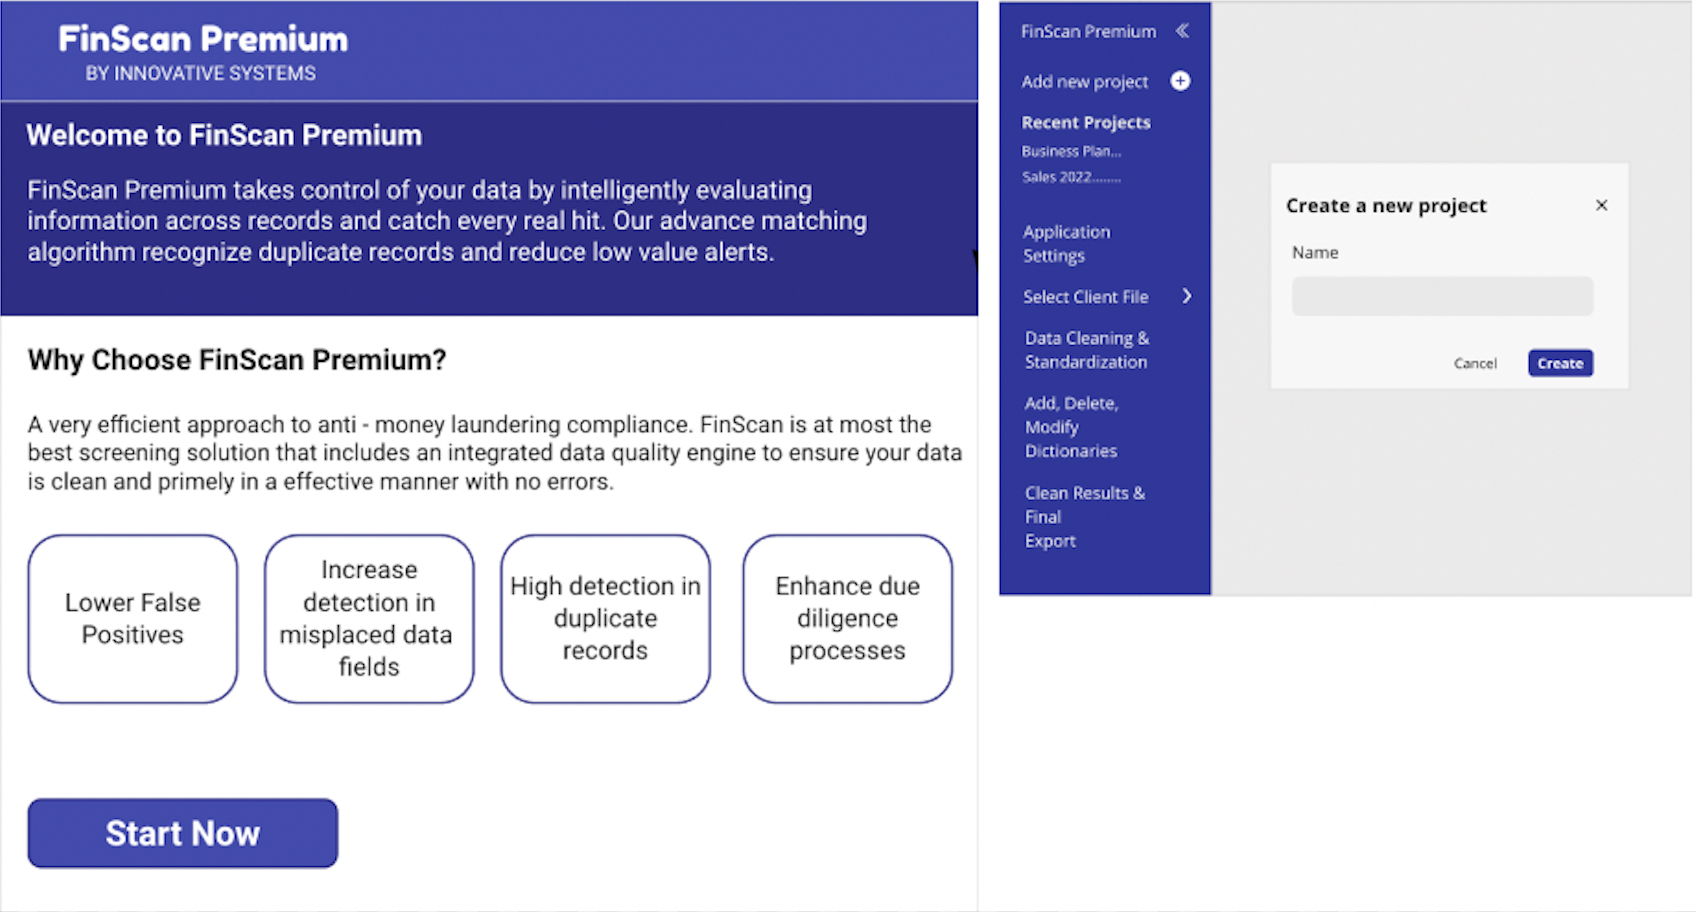 FinScan Premium
BY INNOVATIVE SYSTEMS
Welcome to FinScan Premium
FinScan Premium takes control of your data by intelligently evaluating
information across records and catch every real hit. Our advance matching
algorithm recognize duplicate records and reduce low value alerts.
Why Choose FinScan Premium?
A very efficient approach to anti - money laundering compliance. FinScan is at most the
best screening solution that includes an integrated data quality engine to ensure your data
is clean and primely in a effective manner with no errors.
Lower False
Positives
Increase
detection in
misplaced data
fields
High detection in
duplicate
records
Enhance due
diligence
processes
Start Now
FinScan Premium
Add new project
Recent Projects
Business Plan...
Sales 2022........
Application
Settings
Select Client File
Data Cleaning &
Standardization
Add, Delete,
Modify
Dictionaries
Clean Results &
Final
Export
Create a new project
Name
Cancel
Create